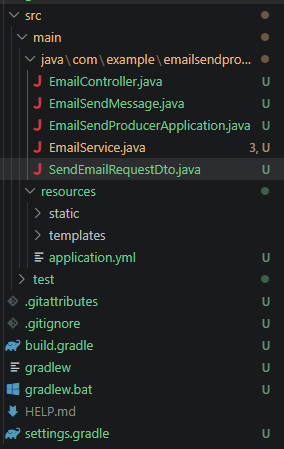 src
main
java\com\example\emailsendpro...
EmailController.java U
EmailSendMessage.java U
EmailSendProducerApplication.java U
EmailService.java 3, U
SendEmailRequestDto.java U
resources
static
templates
application.yml U
test
.gitattributes U
.gitignore U
build.gradle U
gradlew U
gradlew.bat U
HELP.md
settings.gradle U